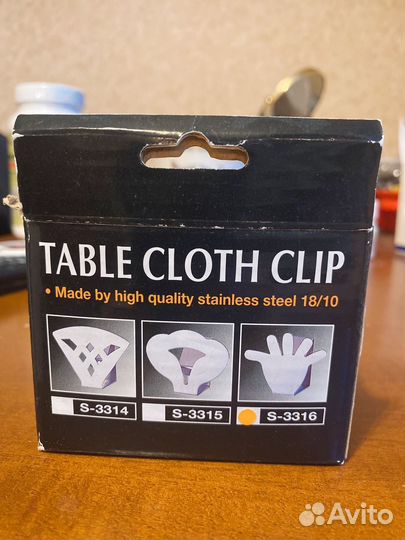 TABLE CLOTH CLIP
• Made by high quality stainless steel 18/10
S-3314 S-3315 S-3316
Avito